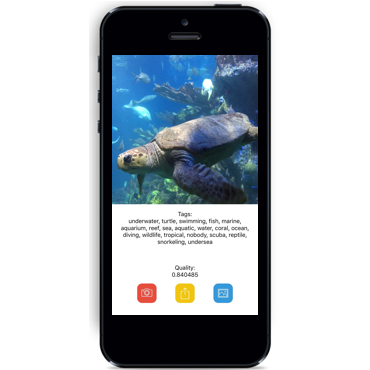 Tags:
underwater, turtle, swimming, fish, marine,
aquarium, reef, sea, aquatic, water, coral, ocean,
diving, wildlife, tropical, nobody, scuba, reptile,
snorkeling, undersea
Quality:
0.840485